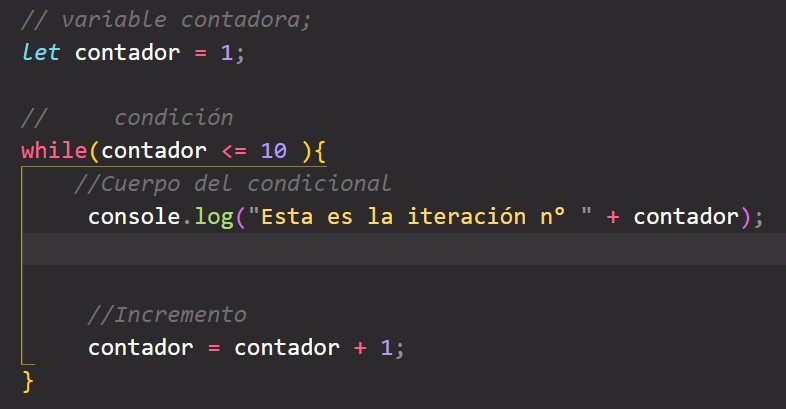 // variable contadora;
let contador = 1;
//     condición
while(contador <= 10 ){
//Cuerpo del condicional
console.log("Esta es la iteración n° " + contador);
//Incremento
contador = contador + 1;
}